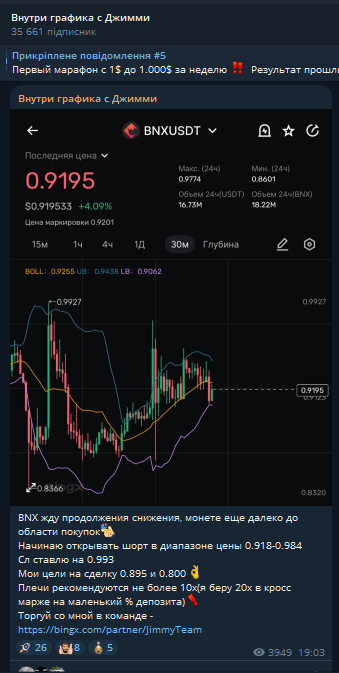 Внутри графика с Джимми
35 661 підписник
Прикріплене повідомлення #5
Первый марафон с 1$ до 1.000$ за неделю ‼️ Результат прошл
Внутри графика с Джимми
BNXUSDT
Последняя цена
0.9195
$0.919533 +4.09%
Цена маркировки 0.9201
Макс. (24ч)
0.9774
Мин. (24ч)
0.8601
Объем 24ч(USDT)
16.73M
Объем 24ч(BNX)
18.22M
15м 1ч 4ч 1Д 30м Глубина
BOLL: 0.9255 UB: 0.9438 LB: 0.9062
0.9927
0.9927
0.9195
0.9123
0.8366
BingX
0.8320
BNX жду продолжения снижения, монете еще далеко до
области покупок
Начинаю открывать шорт в диапазоне цены 0.918-0.984
Сл ставлю на 0.993
Мои цели на сделку 0.895 и 0.800 👌
Плечи рекомендуются не более 10х(я беру 20х в кросс
марже на маленький % депозита)
Торгуй со мной в команде -
https://bingx.com/partner/JimmyTeam
26 8 5
3949 19:03